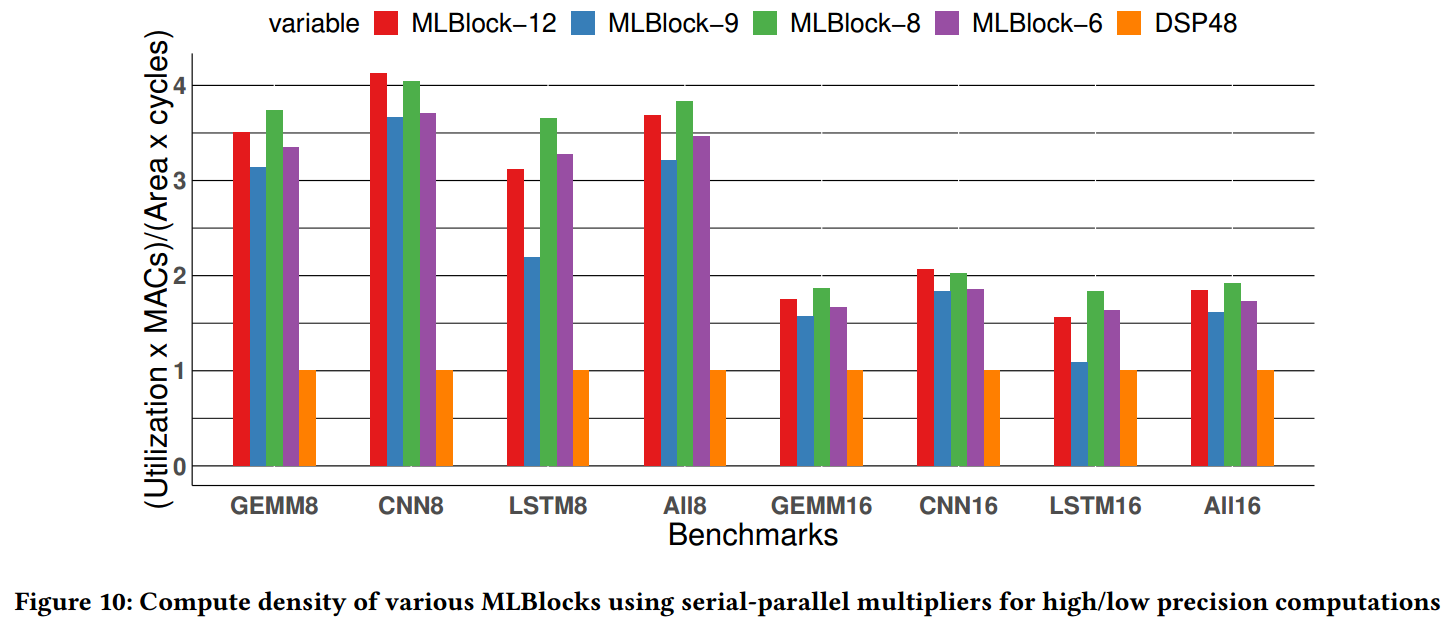 variable MLBlock−12 MLBlock−9 MLBlock−8 MLBlock−6 DSP48
(Utilization x MACs)/(Area x cycles)
4
3
2
1
0
GEMM8 CNN8 LSTM8 All8 GEMM16 CNN16 LSTM16 All16
Benchmarks
Figure 10: Compute density of various MLBlocks using serial-parallel multipliers for high/low precision computations